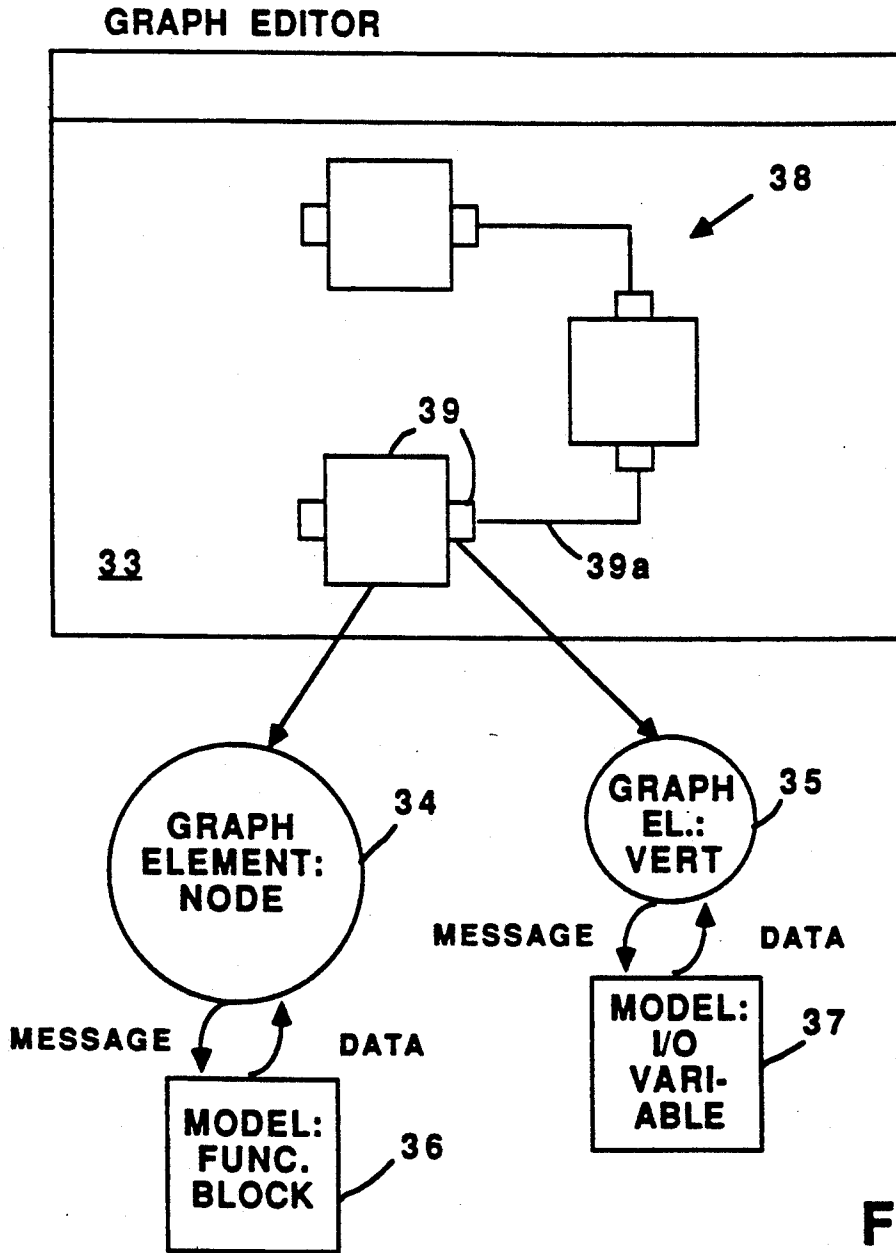 GRAPH EDITOR
38
39
39a
33
34
35
GRAPH
ELEMENT:
NODE
GRAPH
EL.:
VERT
MESSAGE
DATA
MESSAGE
DATA
MODEL:
I/O
VARI-
ABLE
37
MODEL:
FUNC.
BLOCK
36
F